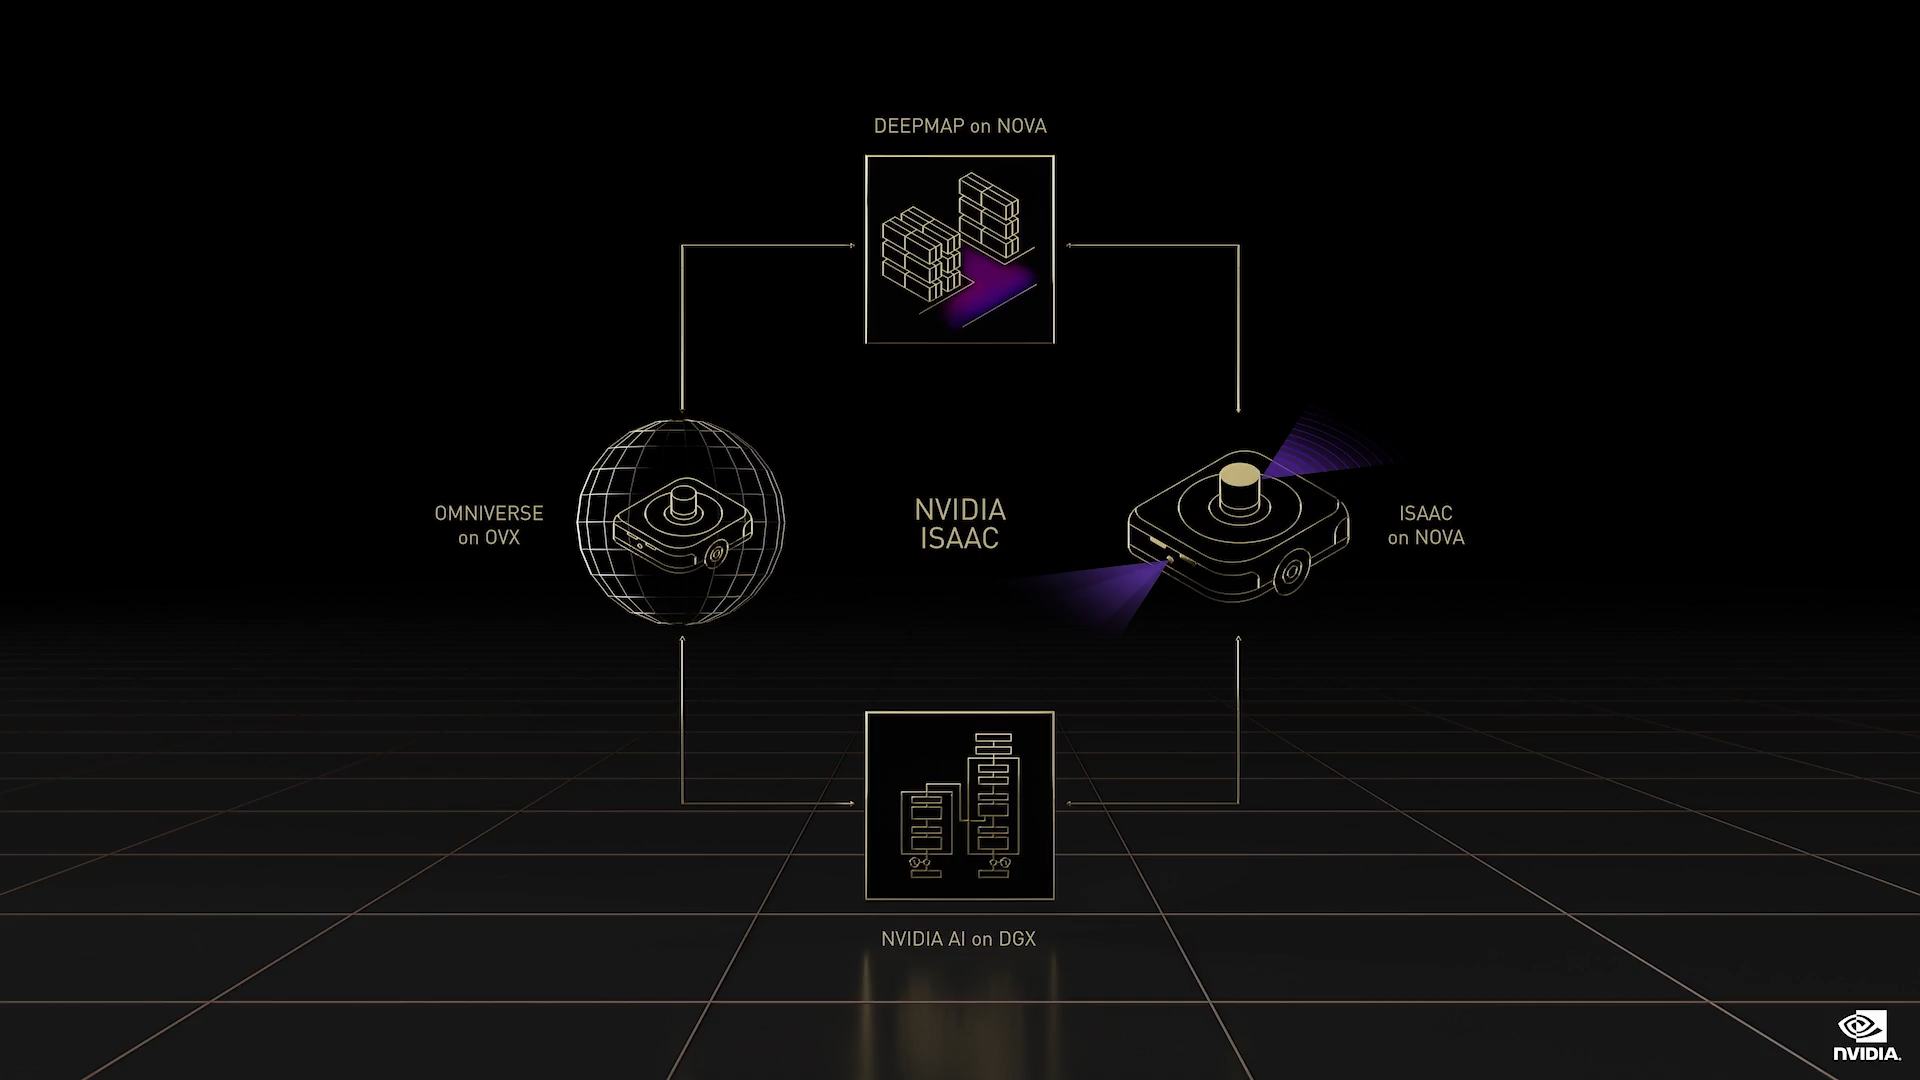 DEEPMAP on NOVA
OMNIVERSE
on OVX
NVIDIA
ISAAC
ISAAC
on NOVA
NVIDIA AI on DGX
NVIDIA.